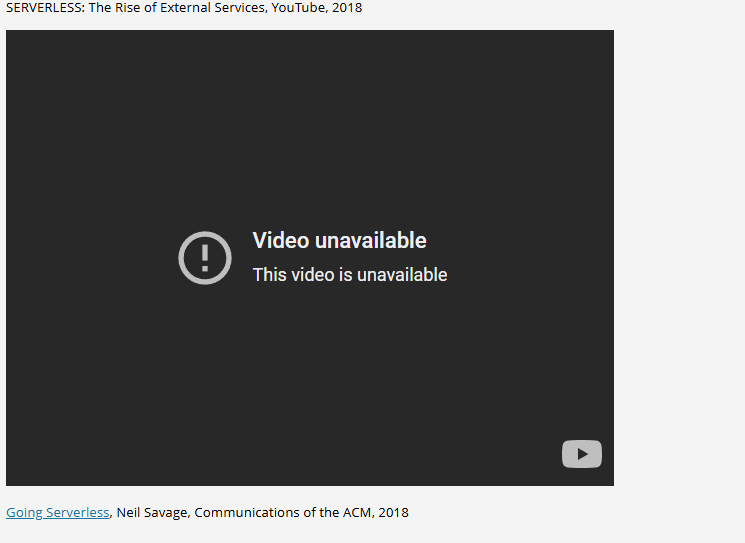 SERVERLESS: The Rise of External Services, YouTube, 2018
Video unavailable
This video is unavailable
Going Serverless, Neil Savage, Communications of the ACM, 2018